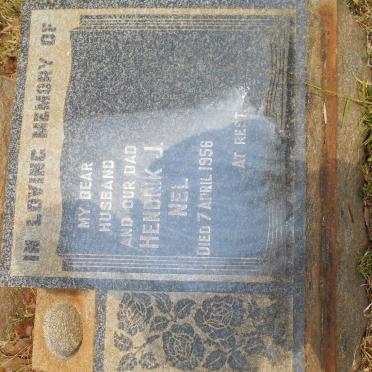 IN LOVING MEMORY OF
MY DEAR
HUSBAND
AND OUR DAD
HENDRIK J.
NEL
DIED 7 APRIL 1956
AT REST